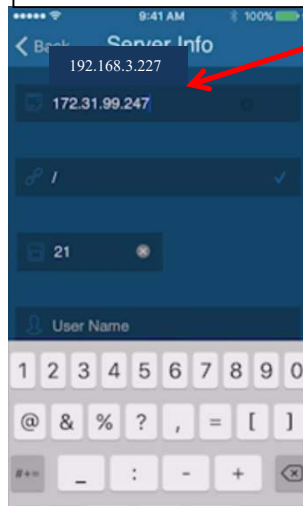 9:41 AM 100%
Back Server Info
192.168.3.227
172.31.99.247
/
21
User Name
1 2 3 4 5 6 7 8 9 0
@ & % ? , = [ ]
#+= _ : - +